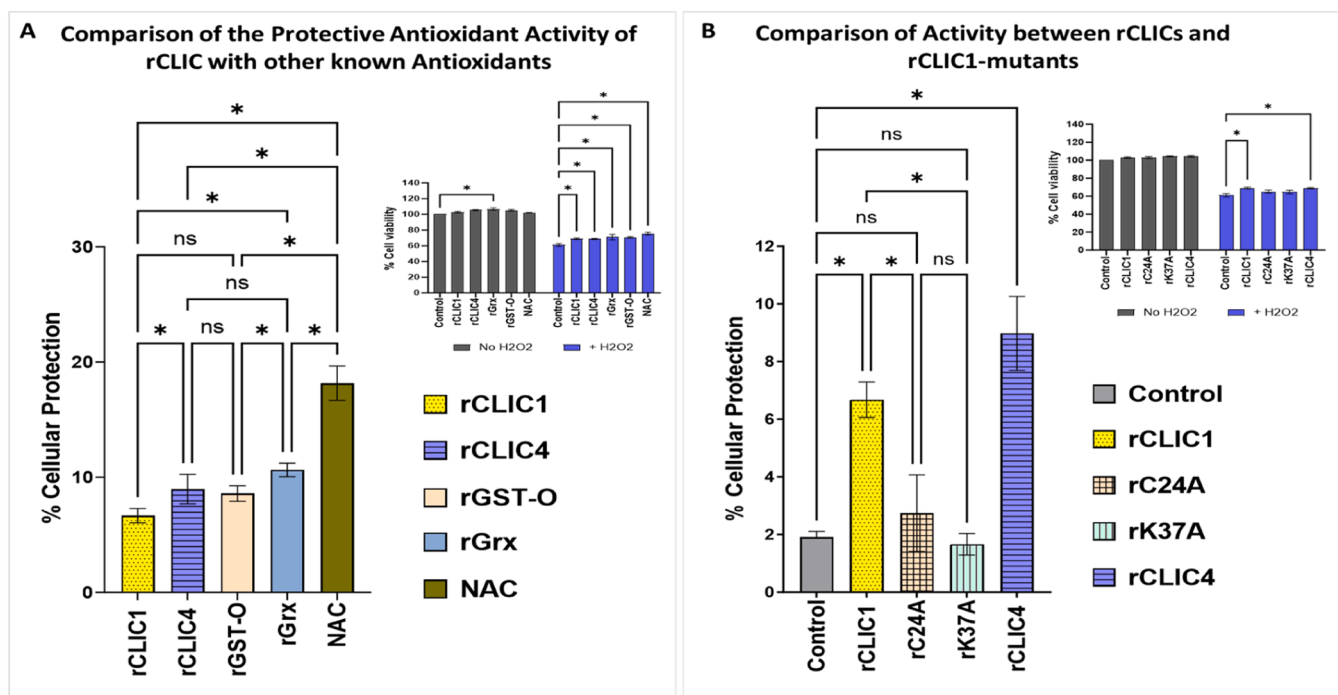 A Comparison of the Protective Antioxidant Activity of
rCLIC with other known Antioxidants
*
*
*
ns
*
ns
*
ns
*
*
% Cellular Protection
30
20
10
0
rCLIC1
rCLIC4
rGST-O
rGrx
NAC
*
*
*
*
*
*
% Cell viability
140
120
100
80
60
40
20
0
Control
rCLIC1
rCLIC4
rGrx
rGST-O
NAC
Control
rCLIC1
rCLIC4
rGrx
rGST-O
NAC
No H2O2
+ H2O2
rCLIC1
rCLIC4
rGST-O
rGrx
NAC
B Comparison of Activity between rCLICs and
rCLIC1-mutants
*
ns
*
ns
*
*
ns
% Cellular Protection
12
10
8
6
4
2
0
Control
rCLIC1
rC24A
rK37A
rCLIC4
*
*
% Cell viability
140
120
100
80
60
40
20
0
Control
rCLIC1
rC24A
rK37A
rCLIC4
Control
rCLIC1
rC24A
rK37A
rCLIC4
No H2O2
+ H2O2
Control
rCLIC1
rC24A
rK37A
rCLIC4